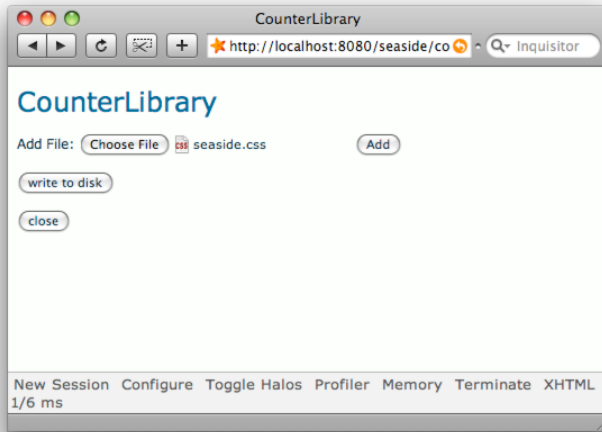 CounterLibrary
http://localhost:8080/seaside/co Inquisitor
CounterLibrary
Add File: Choose File css seaside.css Add
write to disk
close
New Session Configure Toggle Halos Profiler Memory Terminate XHTML
1/6 ms